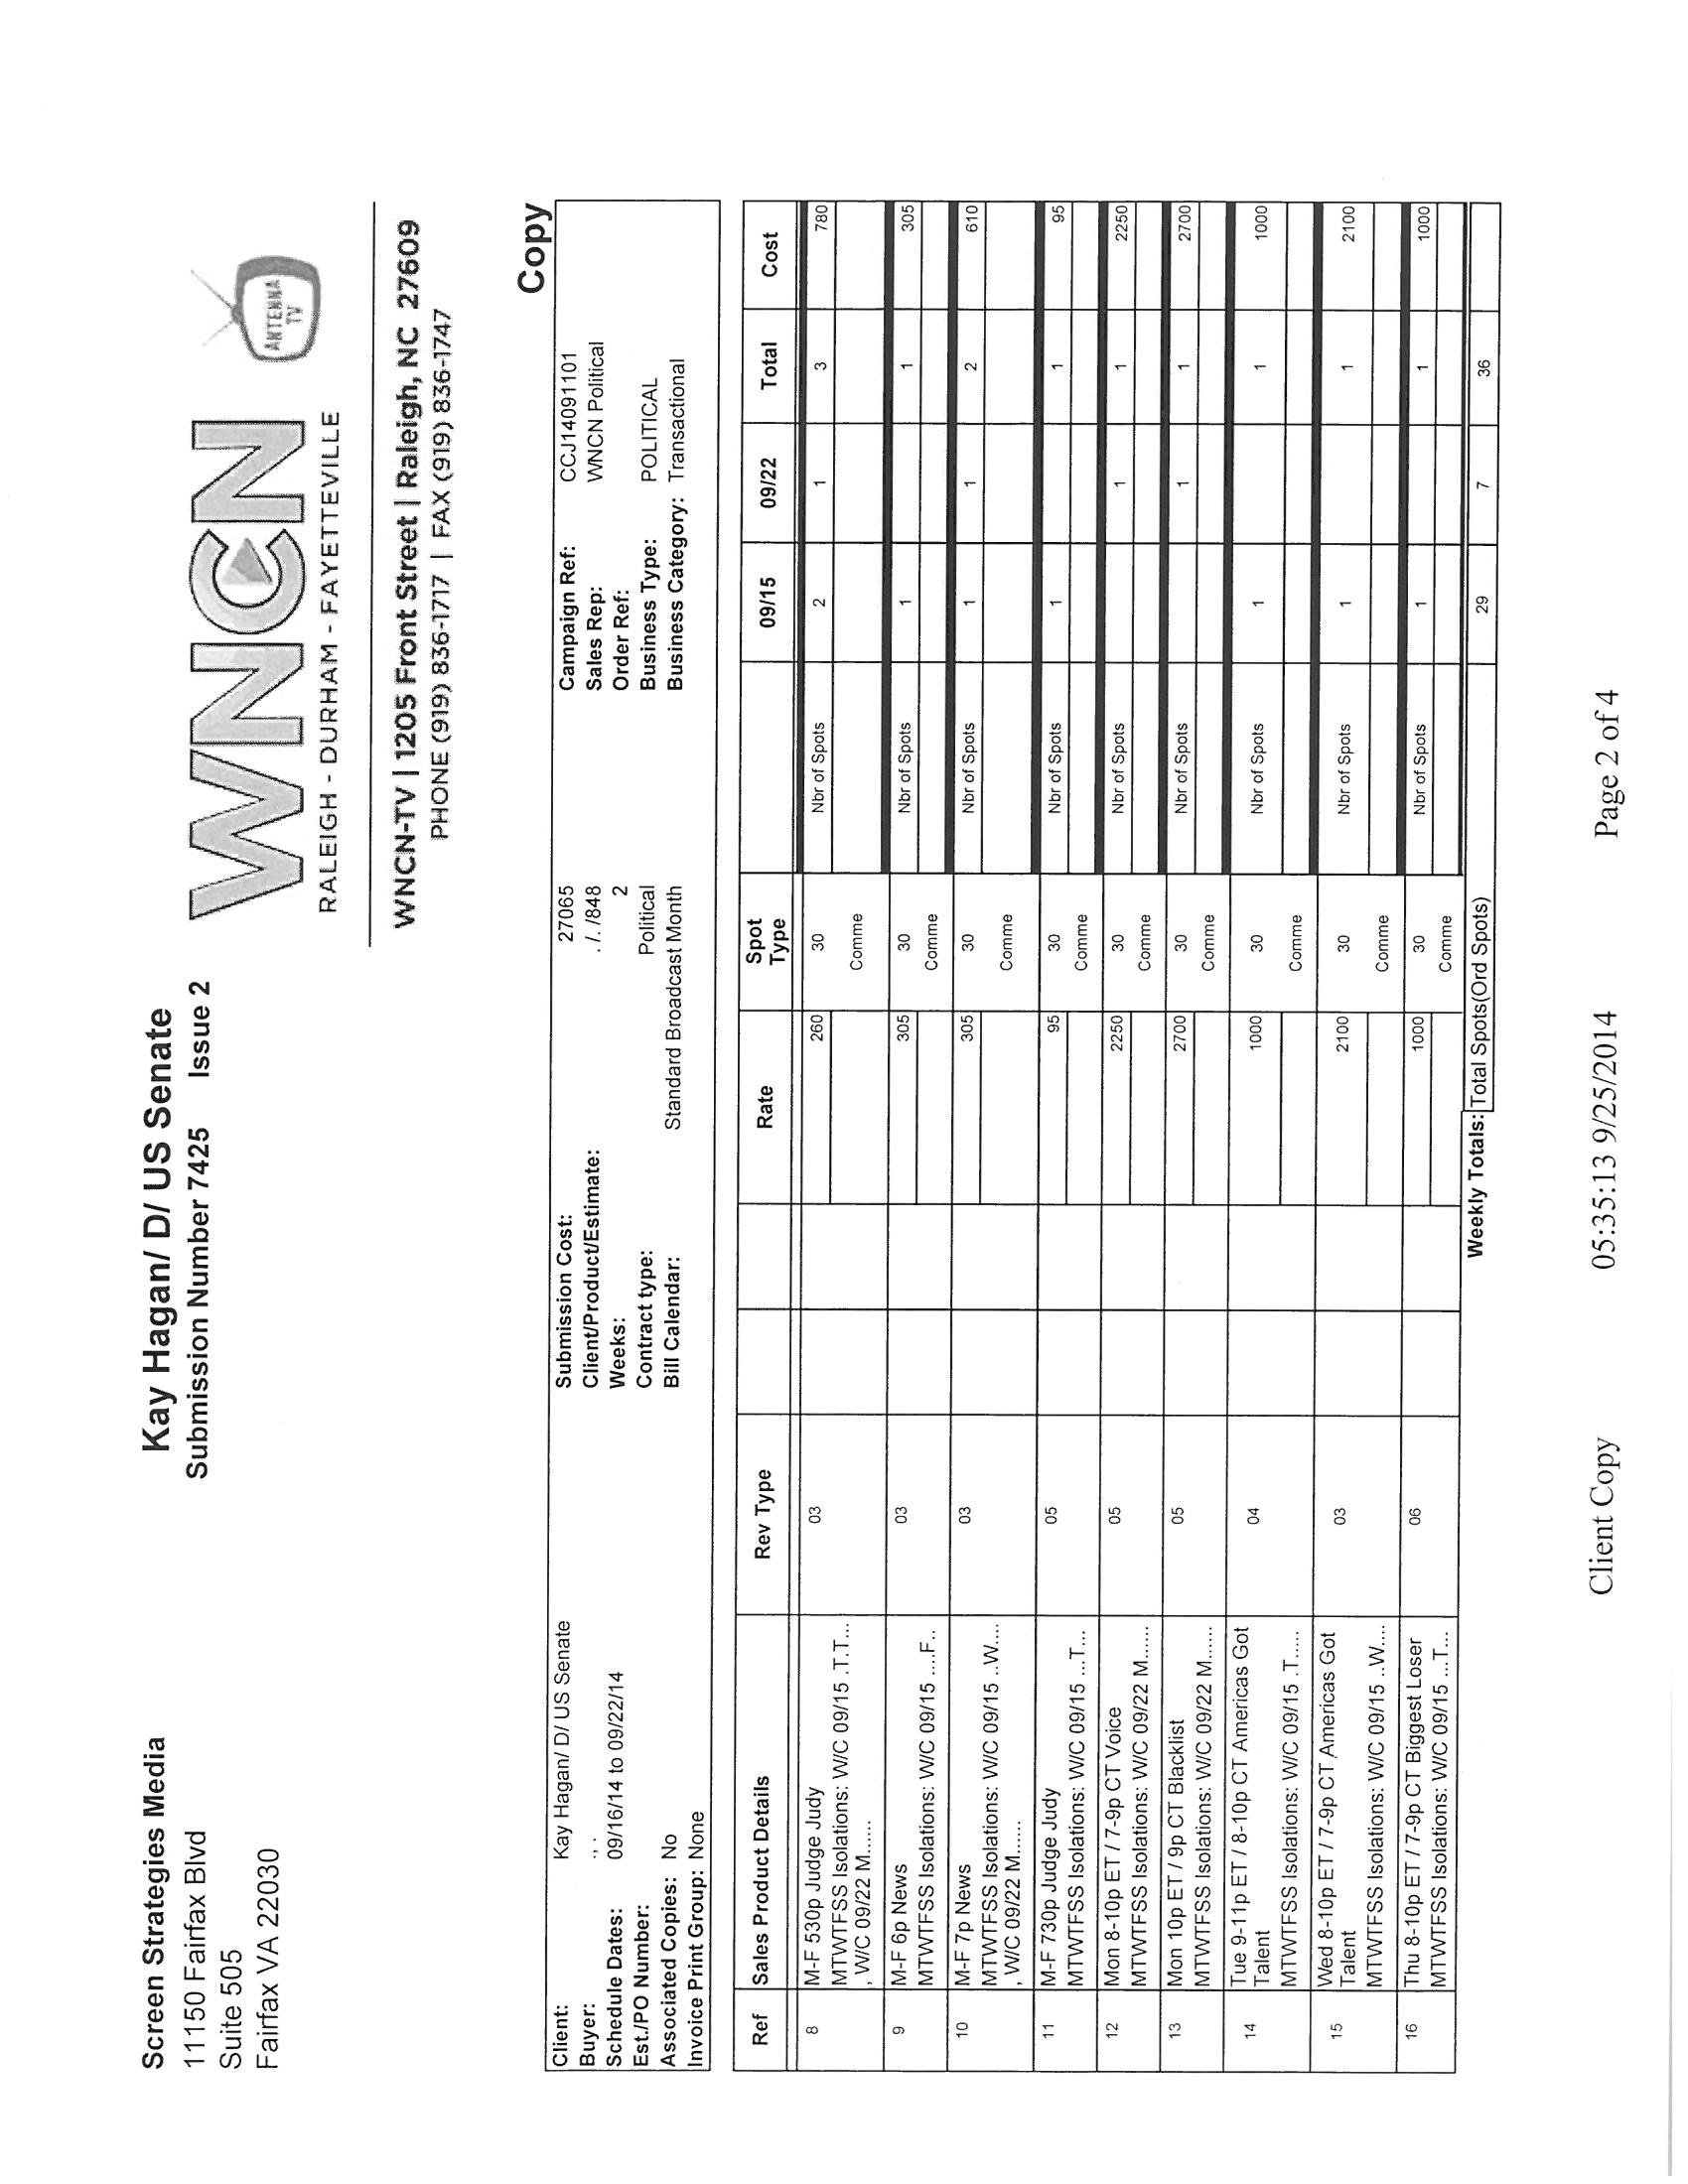 Screen Strategies Media
11150 Fairfax Blvd
Suite 505
Fairfax VA 22030
Kay Hagan/ D/ US Senate
Submission Number 7425 Issue 2
WNCN
RALEIGH - DURHAM - FAYETTEVILLE
ANTENNA
TV
WNCN-TV | 1205 Front Street | Raleigh, NC 27609
PHONE (919) 836-1717 | FAX (919) 836-1747
Copy
Client: Kay Hagan/ D/ US Senate Submission Cost: 27065 Campaign Ref: CCJ14091101
Buyer: ., . Client/Product/Estimate: . /. /848 Sales Rep: WNCN Political
Schedule Dates: 09/16/14 to 09/22/14 Weeks: 2 Order Ref:
Est./PO Number: Contract type: Political Business Type: POLITICAL
Associated Copies: No Bill Calendar: Standard Broadcast Month Business Category: Transactional
Invoice Print Group: None
Ref Sales Product Details Rev Type Rate Spot Type 09/15 09/22 Total Cost
8 M-F 530p Judge Judy 03 260 30 Nbr of Spots 2 1 3 780
MTWTFSS Isolations: W/C 09/15 .T.T... Comme
, W/C 09/22 M......
9 M-F 6p News 03 305 30 Nbr of Spots 1 1 305
MTWTFSS Isolations: W/C 09/15 ....F.. Comme
10 M-F 7p News 03 305 30 Nbr of Spots 1 1 2 610
MTWTFSS Isolations: W/C 09/15 ..W.... Comme
, W/C 09/22 M......
11 M-F 730p Judge Judy 05 95 30 Nbr of Spots 1 1 95
MTWTFSS Isolations: W/C 09/15 ...T... Comme
12 Mon 8-10p ET / 7-9p CT Voice 05 2250 30 Nbr of Spots 1 1 2250
MTWTFSS Isolations: W/C 09/22 M...... Comme
13 Mon 10p ET / 9p CT Blacklist 05 2700 30 Nbr of Spots 1 1 2700
MTWTFSS Isolations: W/C 09/22 M...... Comme
14 Tue 9-11p ET / 8-10p CT Americas Got 04 1000 30 Nbr of Spots 1 1 1000
Talent
MTWTFSS Isolations: W/C 09/15 .T..... Comme
15 Wed 8-10p ET / 7-9p CT Americas Got 03 2100 30 Nbr of Spots 1 1 2100
Talent
MTWTFSS Isolations: W/C 09/15 ..W.... Comme
16 Thu 8-10p ET / 7-9p CT Biggest Loser 06 1000 30 Nbr of Spots 1 1 1000
MTWTFSS Isolations: W/C 09/15 ...T... Comme
Weekly Totals: Total Spots(Ord Spots) 29 7 36
Client Copy 05:35:13 9/25/2014 Page 2 of 4